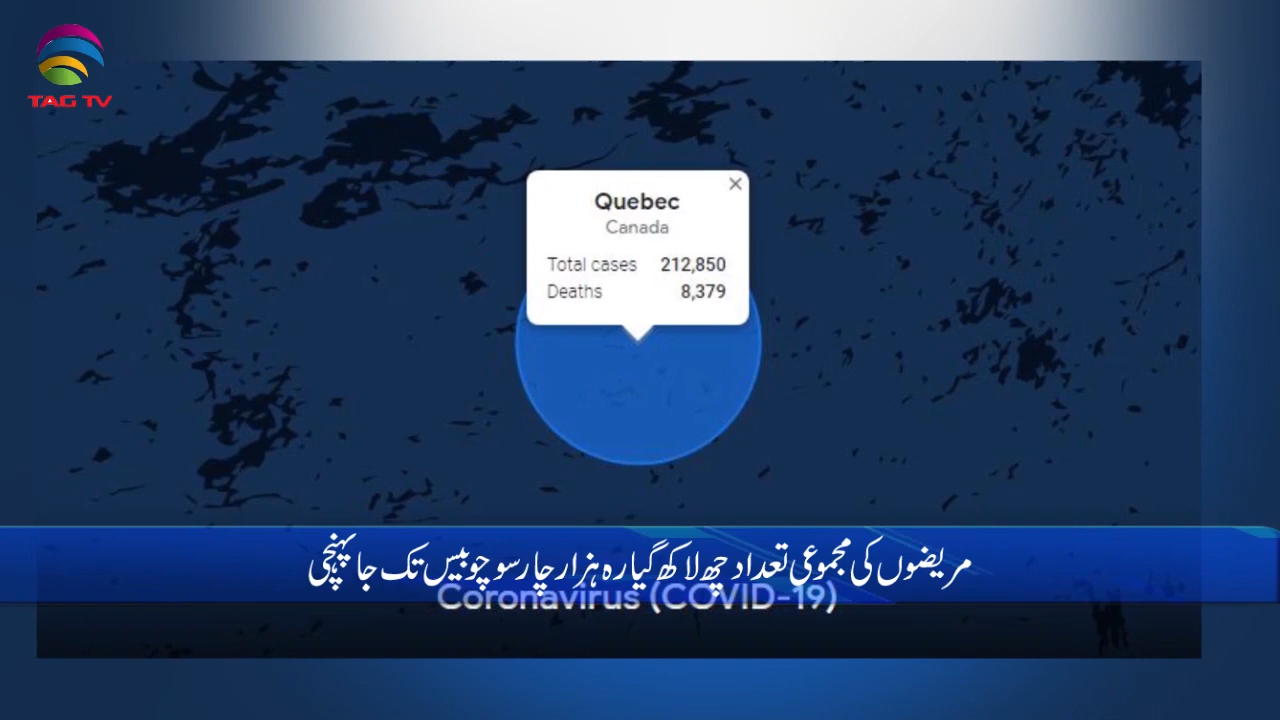 TAG TV
Quebec
Canada
Total cases 212,850
Deaths 8,379
مریضوں کی مجموعی تعداد چھ لاکھ گیارہ ہزار چار سو چوبیس تک جا پہنچی
Coronavirus (COVID-19)